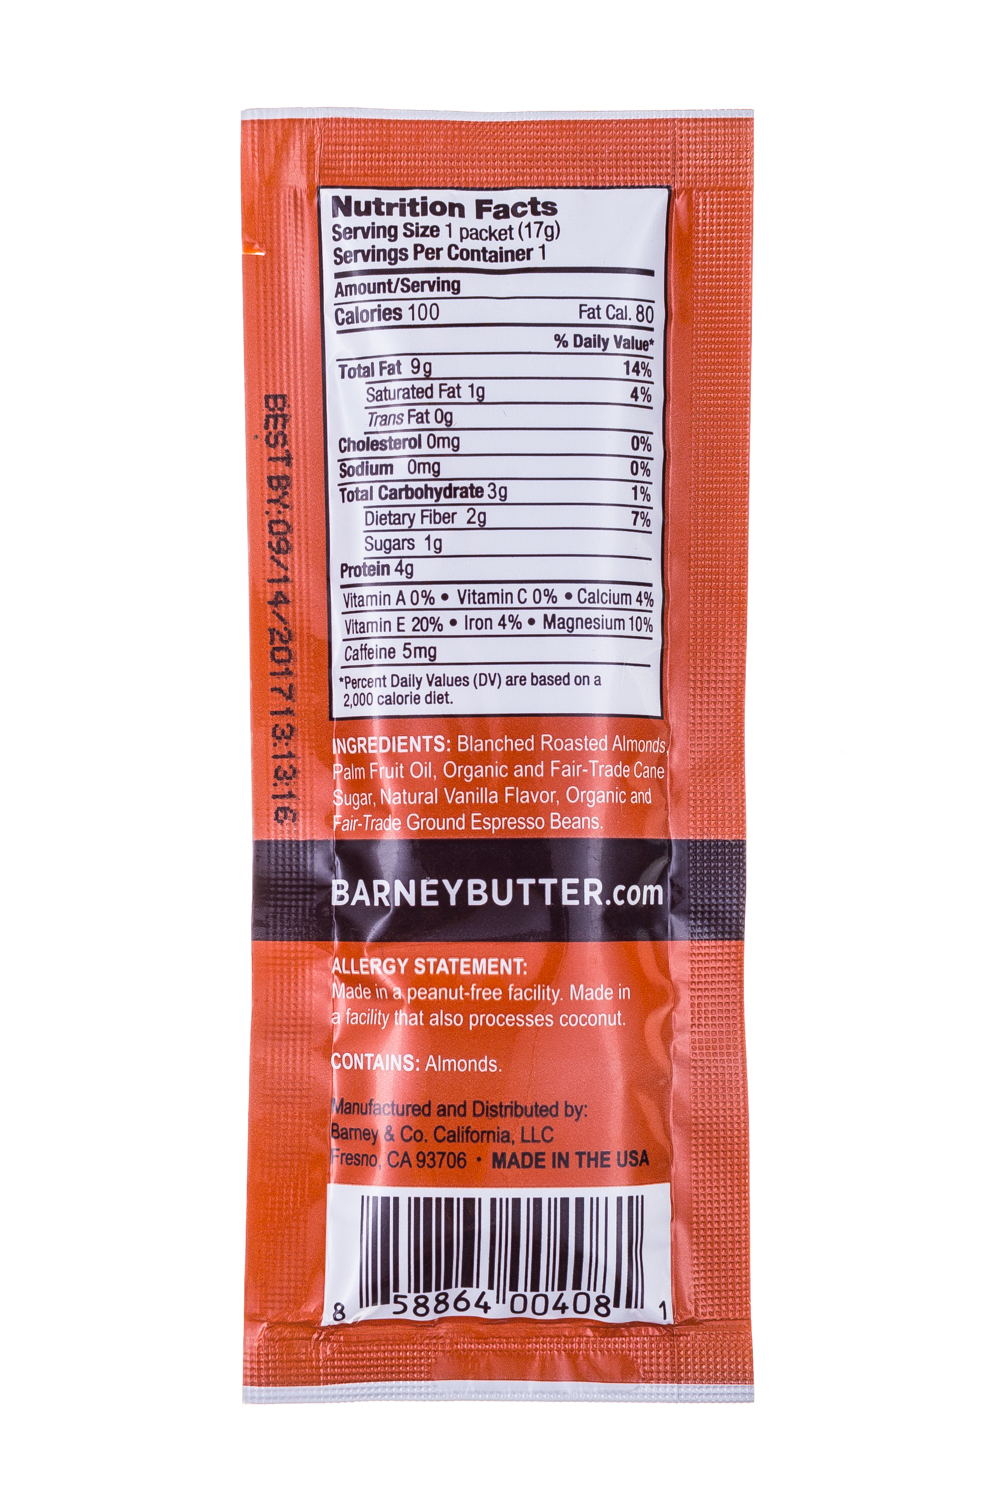 Nutrition Facts
Serving Size 1 packet (17g)
Servings Per Container 1
Amount/Serving
Calories 100 Fat Cal. 80
% Daily Value*
Total Fat 9g 14%
Saturated Fat 1g 4%
Trans Fat 0g
Cholesterol 0mg 0%
Sodium 0mg 0%
Total Carbohydrate 3g 1%
Dietary Fiber 2g 7%
Sugars 1g
Protein 4g
Vitamin A 0% • Vitamin C 0% • Calcium 4%
Vitamin E 20% • Iron 4% • Magnesium 10%
Caffeine 5mg
*Percent Daily Values (DV) are based on a
2,000 calorie diet.
INGREDIENTS: Blanched Roasted Almonds,
Palm Fruit Oil, Organic and Fair-Trade Cane
Sugar, Natural Vanilla Flavor, Organic and
Fair-Trade Ground Espresso Beans.
BARNEYBUTTER.com
ALLERGY STATEMENT:
Made in a peanut-free facility. Made in
a facility that also processes coconut.
CONTAINS: Almonds.
Manufactured and Distributed by:
Barney & Co. California, LLC
Fresno, CA 93706 • MADE IN THE USA
8 58864 00408 1
BEST BY:09/14/2017 13:13:16